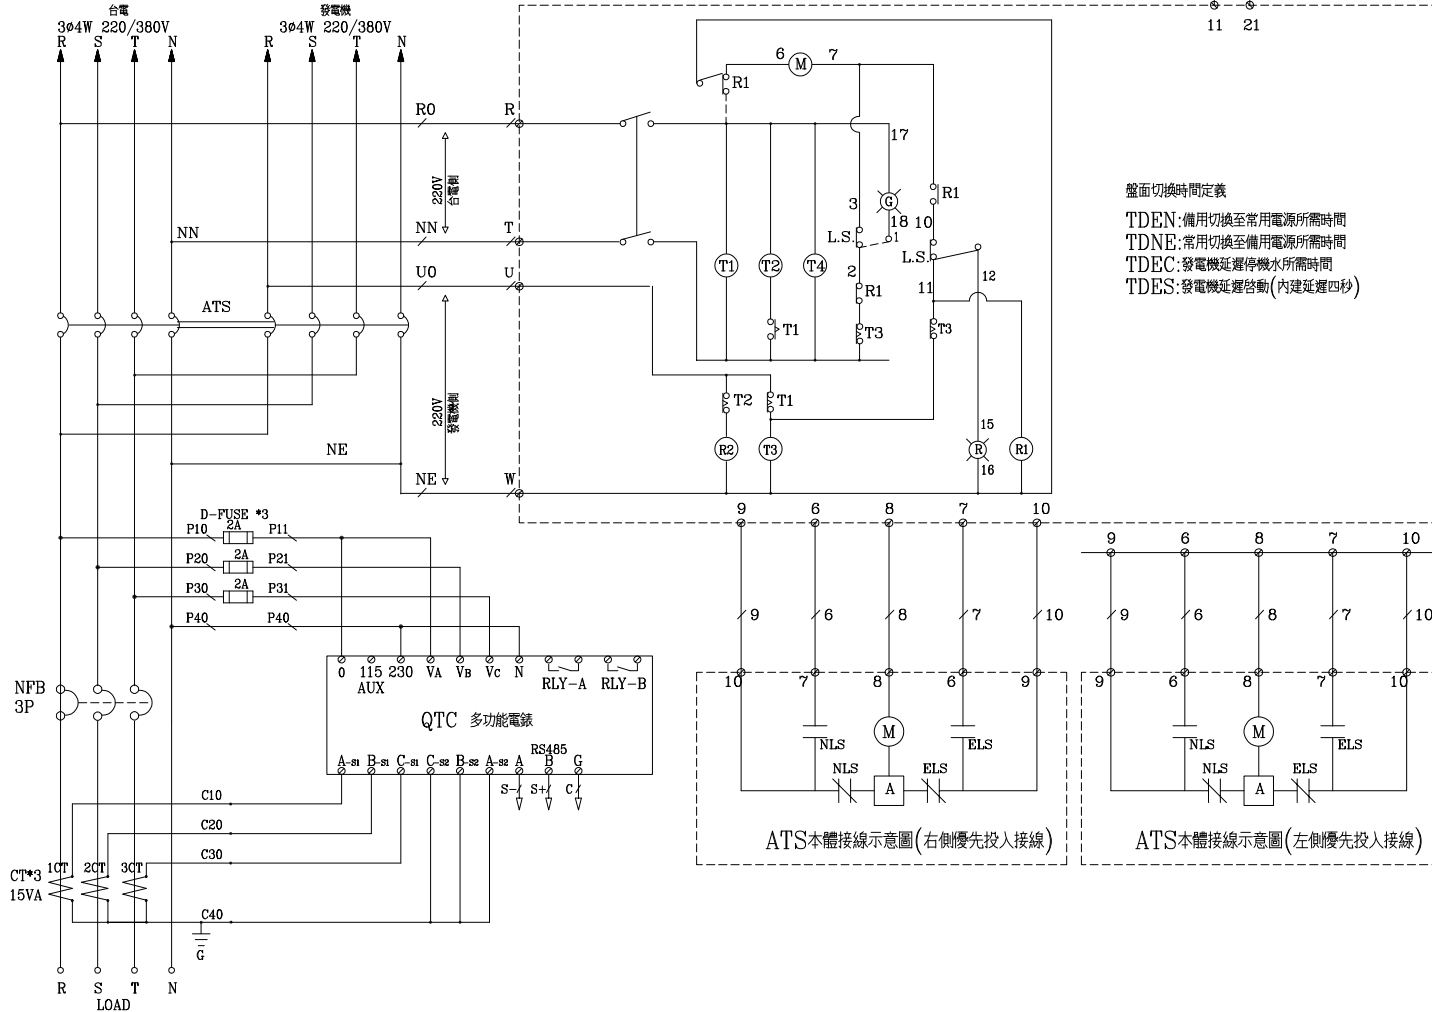 台電
3ø4W 220/380V
R S T N
發電機
3ø4W 220/380V
R S T N
11 21
6 M 7
R1
R0 R
17
220V
台電側
3 G
18 1
R1
10
NN NN T
L.S.
L.S.
T1 T2 T4
U0 U
2
12
R1
11
ATS
T1
T3
T3
盤面切換時間定義
TDEN:備用切換至常用電源所需時間
TDNE:常用切換至備用電源所需時間
TDEC:發電機延遲停機水所需時間
TDES:發電機延遲啓動(內建延遲四秒)
220V
發電機側
T2 T1
15
NE
R2 T3 R R1
16
NE W
D-FUSE *3
P10 2A P11
P20 2A P21
P30 2A P31
P40 P40
9 6 8 7 10
9 6 8 7 10
9 6 8 7 10
9 6 8 7 10
0 115 230 VA VB VC N
AUX
RLY-A RLY-B
NFB
3P
QTC 多功能電錶
RS485
A-S1 B-S1 C-S1 C-S2 B-S2 A-S2 A B G
S- S+ C
10 7 8 6 9
M
NLS ELS
NLS ELS
A
ATS本體接線示意圖(右側優先投入接線)
9 6 8 7 10
M
NLS ELS
NLS ELS
A
ATS本體接線示意圖(左側優先投入接線)
C10
C20
C30
CT*3
15VA
1CT 2CT 3CT
C40
G
R S T N
LOAD